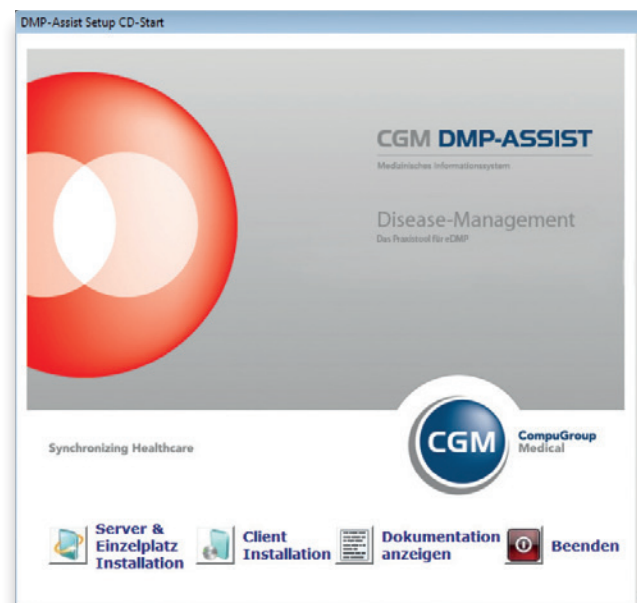 DMP-Assist Setup CD-Start
CGM DMP-ASSIST
Medizinisches Informationssystem
Disease-Management
Das Praxistool für eDMP
Synchronizing Healthcare
CGM
CompuGroup
Medical
Server &
Einzelplatz
Installation
Client
Installation
Dokumentation
anzeigen
Beenden